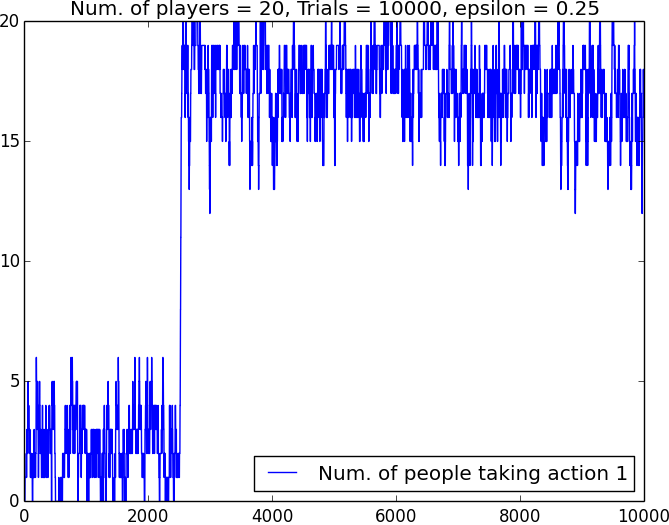 Num. of players = 20, Trials = 10000, epsilon = 0.25
20
15
10
5
0
Num. of people taking action 1
0 2000 4000 6000 8000 10000